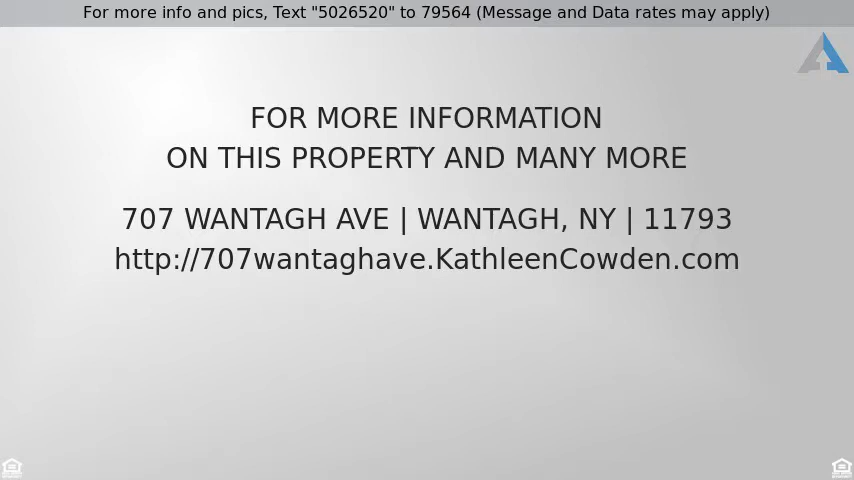 For more info and pics, Text "5026520" to 79564 (Message and Data rates may apply)
FOR MORE INFORMATION
ON THIS PROPERTY AND MANY MORE
707 WANTAGH AVE | WANTAGH, NY | 11793
http://707wantaghave.KathleenCowden.com